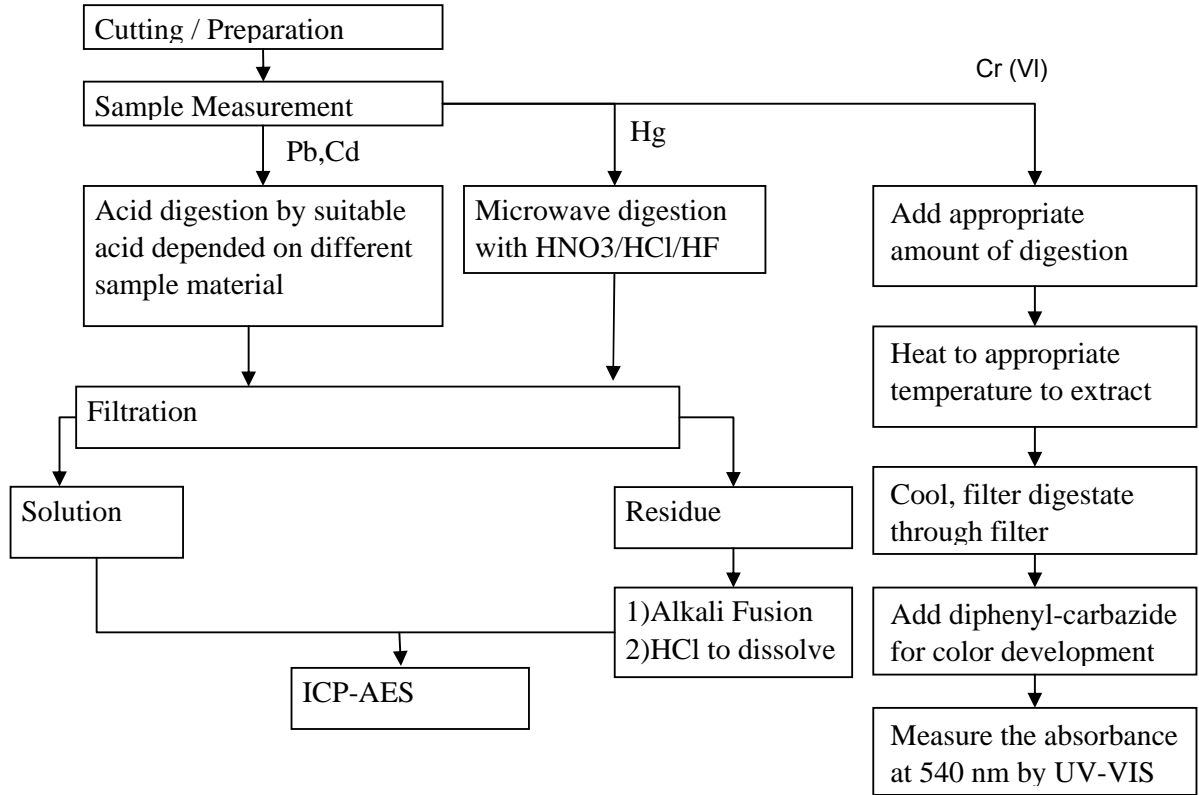 Cutting / Preparation
Cr (VI)
Sample Measurement
Hg
Pb,Cd
Acid digestion by suitable
acid depended on different
sample material
Microwave digestion
with HNO3/HCl/HF
Add appropriate
amount of digestion
Heat to appropriate
temperature to extract
Filtration
Cool, filter digestate
through filter
Solution
Residue
1)Alkali Fusion
2)HCl to dissolve
Add diphenyl-carbazide
for color development
ICP-AES
Measure the absorbance
at 540 nm by UV-VIS